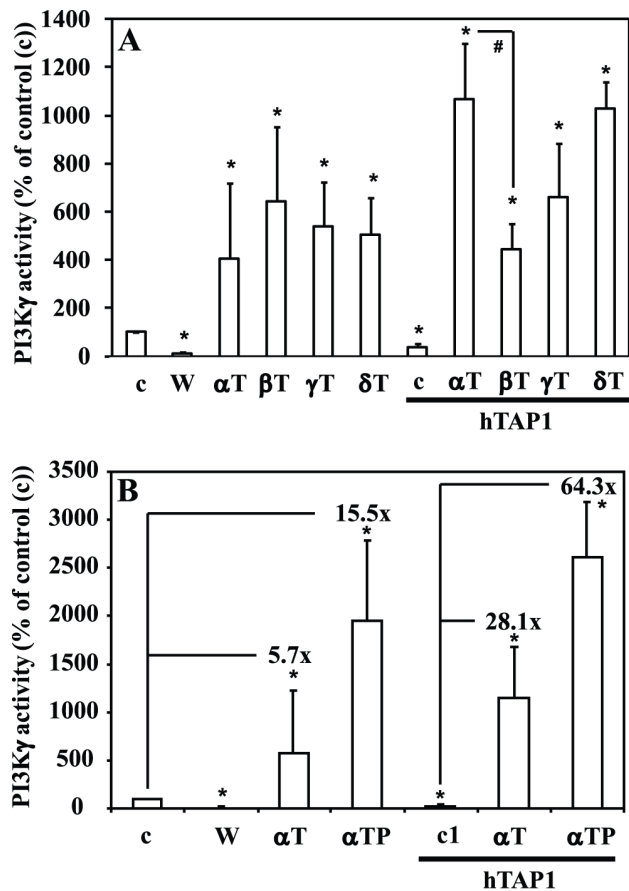 A
PI3Kγ activity (% of control (c))
1400
1200
1000
800
600
400
200
0
* * * * * * * * * *
#
c W αT βT γT δT c αT βT γT δT
hTAP1
B
PI3Kγ activity (% of control (c))
3500
3000
2500
2000
1500
1000
500
0
15.5x
*
5.7x
*
*
64.3x
*
28.1x
*
*
c W αT αTP c1 αT αTP
hTAP1